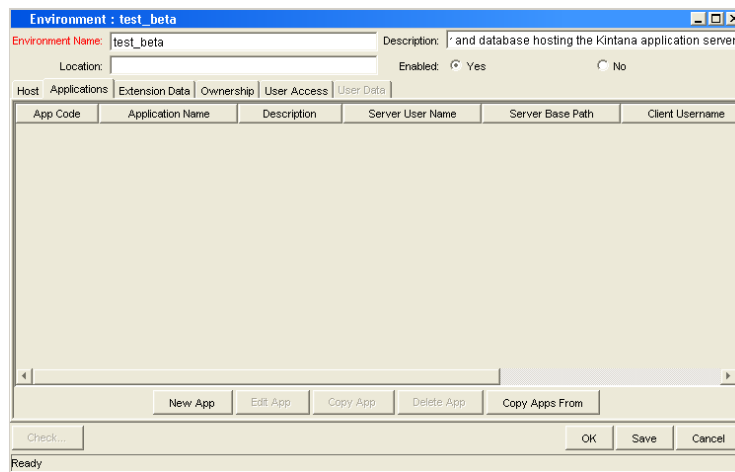 Environment : test_beta
Environment Name: test_beta Description: and database hosting the Kintana application server
Location: Enabled: Yes No
Host Applications Extension Data Ownership User Access User Data
App Code Application Name Description Server User Name Server Base Path Client Username
New App Edit App Copy App Delete App Copy Apps From
Check... OK Save Cancel
Ready